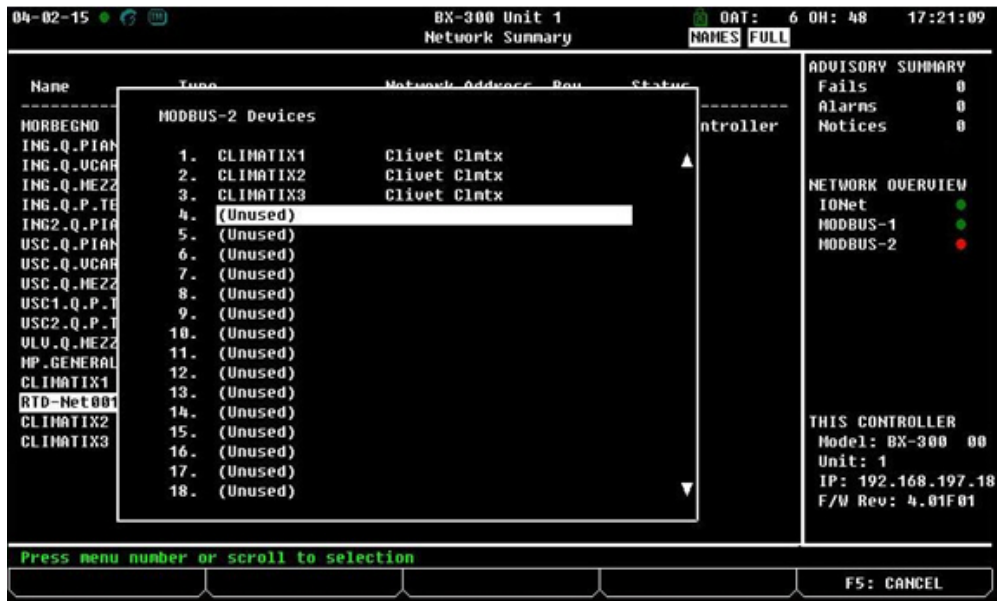 04-02-15 BX-300 Unit 1 OAT: 6 OH: 48 17:21:09
Network Summary NAMES FULL
Name
MORBEGNO ntroller
ING.Q.PIAN
ING.Q.VCAR
ING.Q.MEZZ
ING.Q.P.TE
ING2.Q.PIA
USC.Q.PIAN
USC.Q.VCAR
USC.Q.MEZZ
USC1.Q.P.T
USC2.Q.P.T
VLV.Q.MEZZ
MP.GENERAL
CLIMATIX1
RTD-Net001
CLIMATIX2
CLIMATIX3
MODBUS-2 Devices
1. CLIMATIX1 Clivet Clmtx
2. CLIMATIX2 Clivet Clmtx
3. CLIMATIX3 Clivet Clmtx
4. (Unused)
5. (Unused)
6. (Unused)
7. (Unused)
8. (Unused)
9. (Unused)
10. (Unused)
11. (Unused)
12. (Unused)
13. (Unused)
14. (Unused)
15. (Unused)
16. (Unused)
17. (Unused)
18. (Unused)
ADVISORY SUMMARY
Fails 0
Alarms 0
Notices 0
NETWORK OVERVIEW
IONet
MODBUS-1
MODBUS-2
THIS CONTROLLER
Model: BX-300 00
Unit: 1
IP: 192.168.197.18
F/W Rev: 4.01F01
Press menu number or scroll to selection
F5: CANCEL